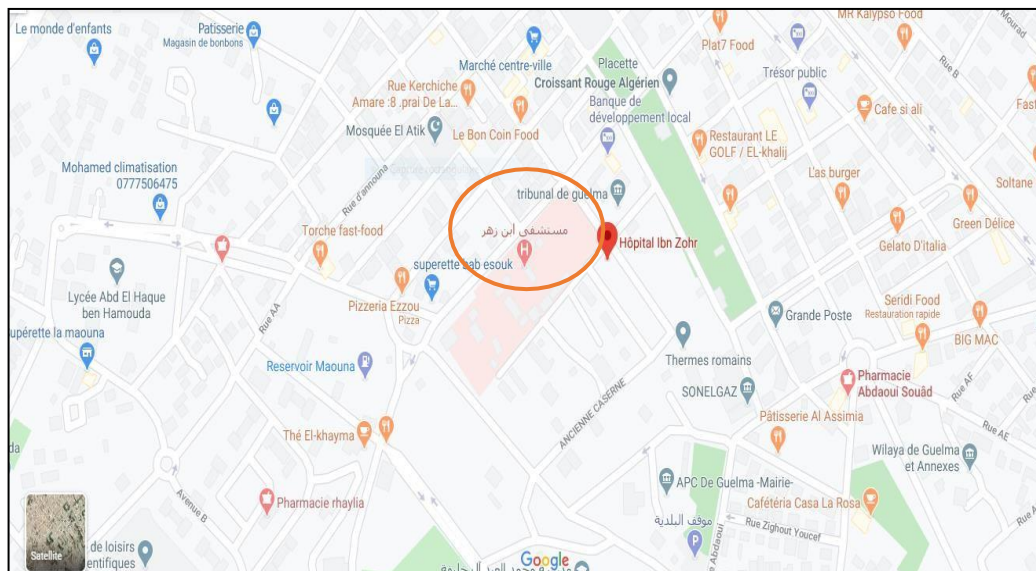 Le monde d'enfants
Patisserie
Magasin de bonbons
MR Kalypso Food
Plat7 Food
Rue B
Marché centre-ville
Placette
Croissant Rouge Algérien
Trésor public
Rue Kerchiche
Amare :8 .prai De La...
Banque de
développement local
Cafe si ali
Mosquée El Atik
Le Bon Coin Food
Restaurant LE
GOLF / EL-khalij
Mohamed climatisation
0777506475
L'as burger
Soltane
Rue d'announa
tribunal de guelma
Green Délice
مستشفى ابن زهر
Hôpital Ibn Zohr
Torche fast-food
Gelato D'italia
superette bab esouk
Lycée Abd El Haque
ben Hamouda
Pizzeria Ezzou
Pizza
Seridi Food
Restauration rapide
Grande Poste
Rue AA
BIG MAC
Reservoir Maouna
Thermes romains
Pharmacie
Abdaoui Souâd
SONELGAZ
Rue AF
ANCIENNE CASERNE
Pâtisserie Al Assimia
Rue AE
Thé El-khayma
Wilaya de Guelma
et Annexes
APC De Guelma -Mairie-
Avenue B
Pharmacie rhaylia
Cafétéria Casa La Rosa
موقف البلدية
Rue Zighout Youcef
Satellite
de loisirs
Google